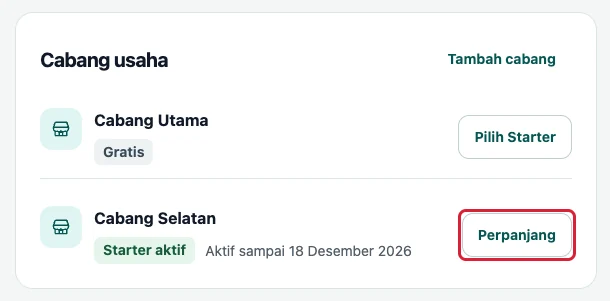 Cabang usaha
Tambah cabang
Cabang Utama
Gratis
Pilih Starter
Cabang Selatan
Starter aktif
Aktif sampai 18 Desember 2026
Perpanjang